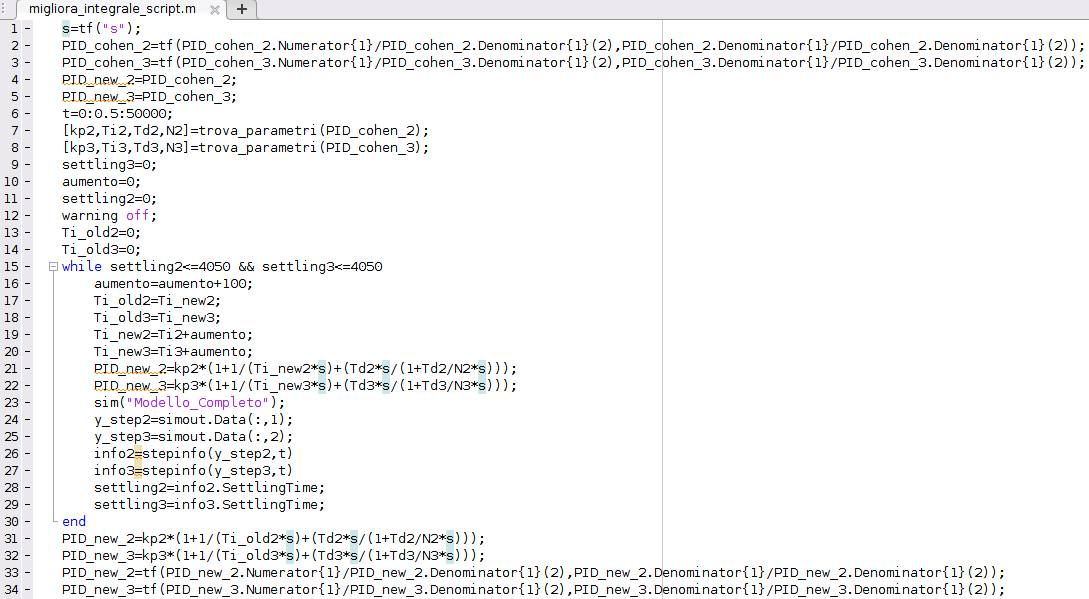 migliora_integrale_script.m × +
1 - s=tf("s");
2 - PID_cohen_2=tf(PID_cohen_2.Numerator{1}/PID_cohen_2.Denominator{1}(2),PID_cohen_2.Denominator{1}/PID_cohen_2.Denominator{1}(2));
3 - PID_cohen_3=tf(PID_cohen_3.Numerator{1}/PID_cohen_3.Denominator{1}(2),PID_cohen_3.Denominator{1}/PID_cohen_3.Denominator{1}(2));
4 - PID_new_2=PID_cohen_2;
5 - PID_new_3=PID_cohen_3;
6 - t=0:0.5:50000;
7 - [kp2,Ti2,Td2,N2]=trova_parametri(PID_cohen_2);
8 - [kp3,Ti3,Td3,N3]=trova_parametri(PID_cohen_3);
9 - settling3=0;
10 - aumento=0;
11 - settling2=0;
12 - warning off;
13 - Ti_old2=0;
14 - Ti_old3=0;
15 - while settling2<=4050 && settling3<=4050
16 - aumento=aumento+100;
17 - Ti_old2=Ti_new2;
18 - Ti_old3=Ti_new3;
19 - Ti_new2=Ti2+aumento;
20 - Ti_new3=Ti3+aumento;
21 - PID_new_2=kp2*(1+1/(Ti_new2*s)+(Td2*s/(1+Td2/N2*s)));
22 - PID_new_3=kp3*(1+1/(Ti_new3*s)+(Td3*s/(1+Td3/N3*s)));
23 - sim("Modello_Completo");
24 - y_step2=simout.Data(:,1);
25 - y_step3=simout.Data(:,2);
26 - info2=stepinfo(y_step2,t)
27 - info3=stepinfo(y_step3,t)
28 - settling2=info2.SettlingTime;
29 - settling3=info3.SettlingTime;
30 - end
31 - PID_new_2=kp2*(1+1/(Ti_old2*s)+(Td2*s/(1+Td2/N2*s)));
32 - PID_new_3=kp3*(1+1/(Ti_old3*s)+(Td3*s/(1+Td3/N3*s)));
33 - PID_new_2=tf(PID_new_2.Numerator{1}/PID_new_2.Denominator{1}(2),PID_new_2.Denominator{1}/PID_new_2.Denominator{1}(2));
34 - PID_new_3=tf(PID_new_3.Numerator{1}/PID_new_3.Denominator{1}(2),PID_new_3.Denominator{1}/PID_new_3.Denominator{1}(2));